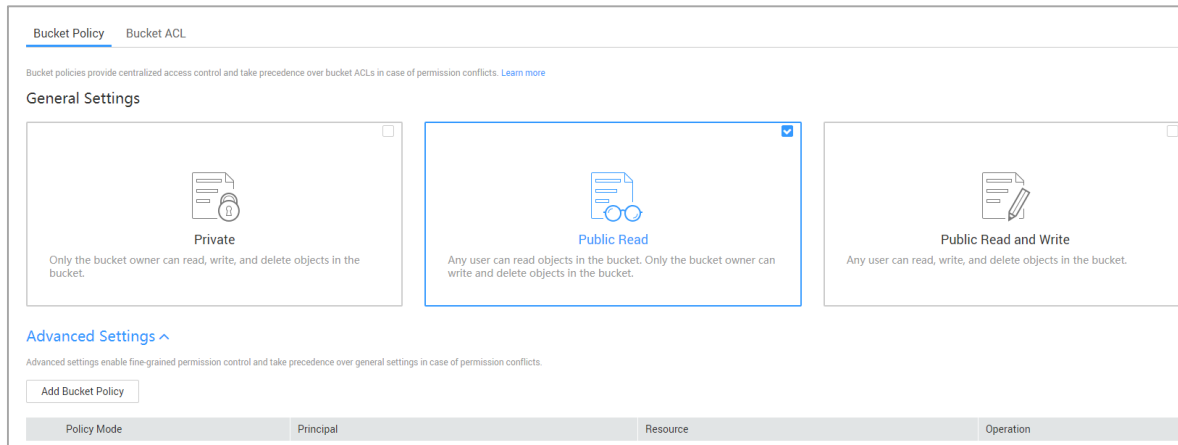 Bucket Policy Bucket ACL
Bucket policies provide centralized access control and take precedence over bucket ACLs in case of permission conflicts. Learn more
General Settings
Private
Only the bucket owner can read, write, and delete objects in the
bucket.
Public Read
Any user can read objects in the bucket. Only the bucket owner can
write and delete objects in the bucket.
Public Read and Write
Any user can read, write, and delete objects in the bucket.
Advanced Settings
Advanced settings enable fine-grained permission control and take precedence over general settings in case of permission conflicts.
Add Bucket Policy
Policy Mode Principal Resource Operation